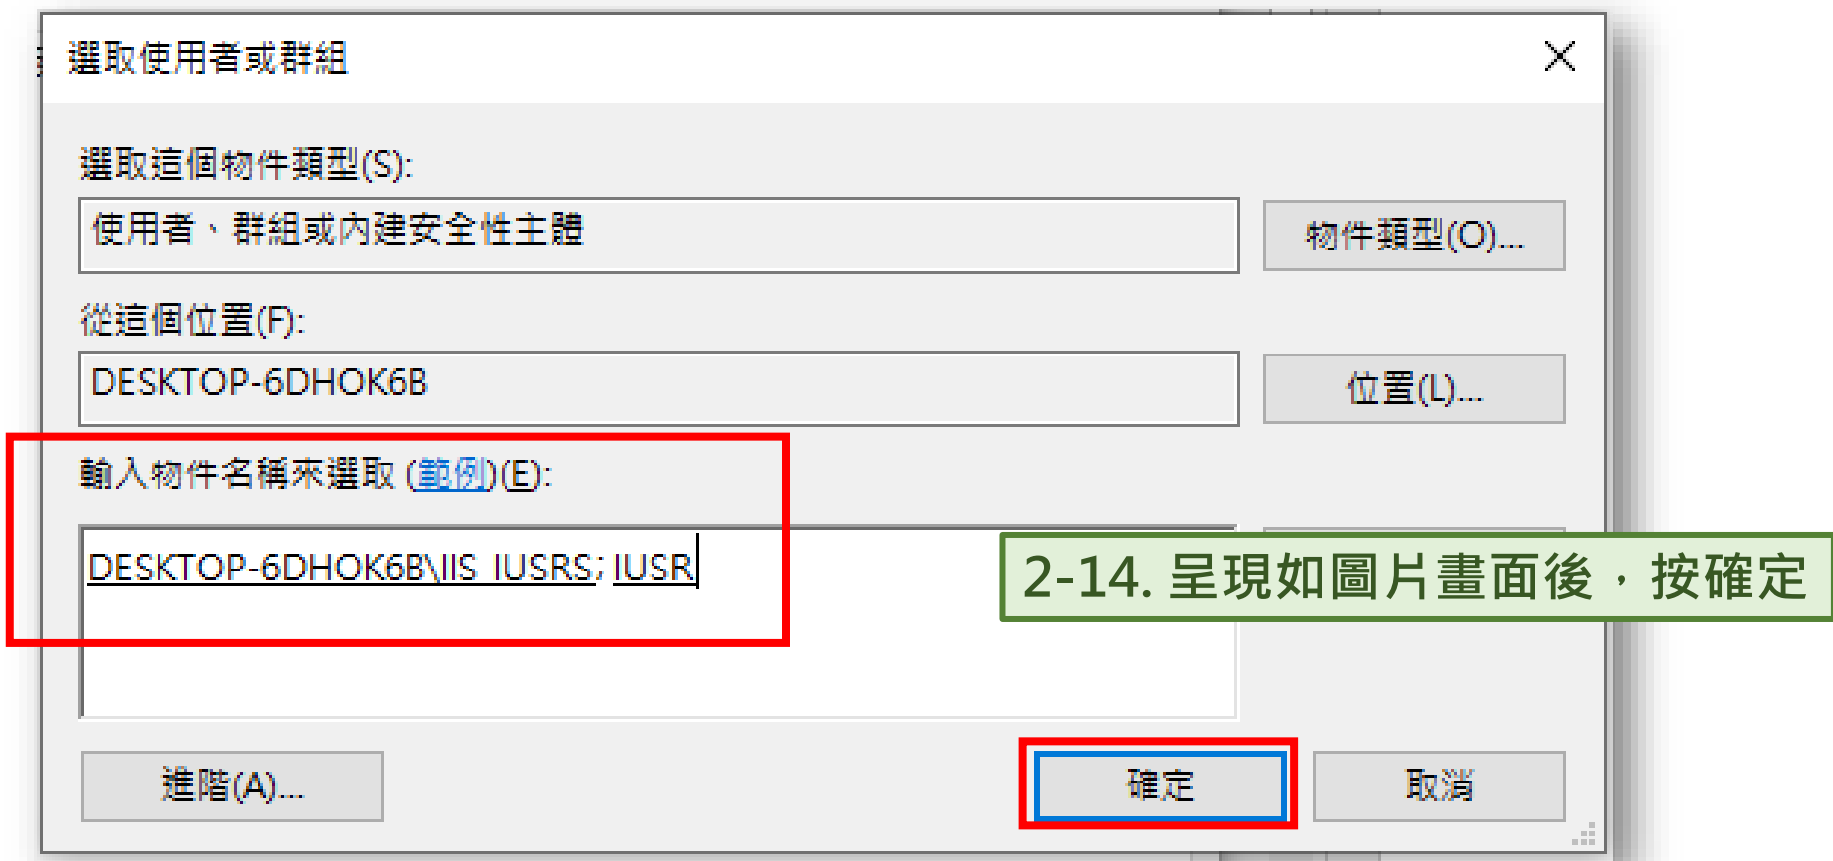 選取使用者或群組
選取這個物件類型(S):
使用者、群組或內建安全性主體
物件類型(O)...
從這個位置(F):
DESKTOP-6DHOK6B
位置(L)...
輸入物件名稱來選取 (範例)(E):
DESKTOP-6DHOK6B\IIS_IUSRS; IUSR
2-14. 呈現如圖片畫面後，按確定
進階(A)...
確定
取消